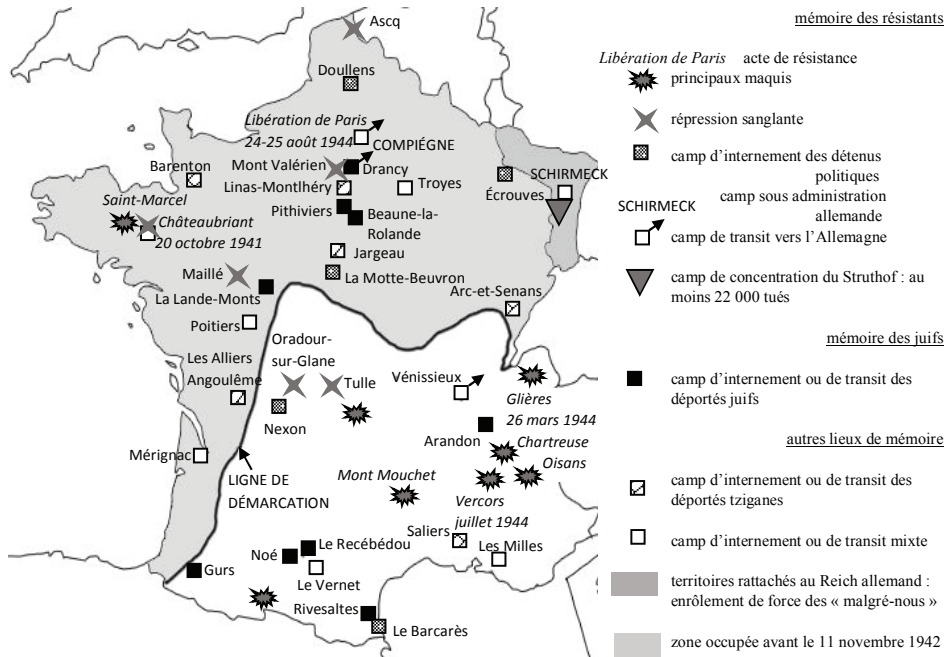 Ascq
Doullens
Libération de Paris
24-25 août 1944
COMPIÉGNE
Barenton
Mont Valérien
Drancy
SCHIRMECK
Linas-Montlhéry
Troyes
Écrouves
Saint-Marcel
Pithiviers
Beaune-la-
Rolande
Châteaubriant
20 octobre 1941
Jargeau
Maillé
La Motte-Beuvron
La Lande-Monts
Arc-et-Senans
Poitiers
Oradour-
sur-Glane
Les Alliers
Angoulême
Tulle
Vénissieux
Glières
26 mars 1944
Nexon
Arandon
Chartreuse
Oisans
Mérignac
LIGNE DE
DÉMARCATION
Mont Mouchet
Vercors
juillet 1944
Saliers
Les Milles
Le Recébédou
Noé
Gurs
Le Vernet
Rivesaltes
Le Barcarès
mémoire des résistants
Libération de Paris acte de résistance
principaux maquis
répression sanglante
camp d'internement des détenus
politiques
camp sous administration
allemande
SCHIRMECK
camp de transit vers l'Allemagne
camp de concentration du Struthof : au
moins 22 000 tués
mémoire des juifs
camp d'internement ou de transit des
déportés juifs
autres lieux de mémoire
camp d'internement ou de transit des
déportés tziganes
camp d'internement ou de transit mixte
territoires rattachés au Reich allemand :
enrôlement de force des « malgré-nous »
zone occupée avant le 11 novembre 1942